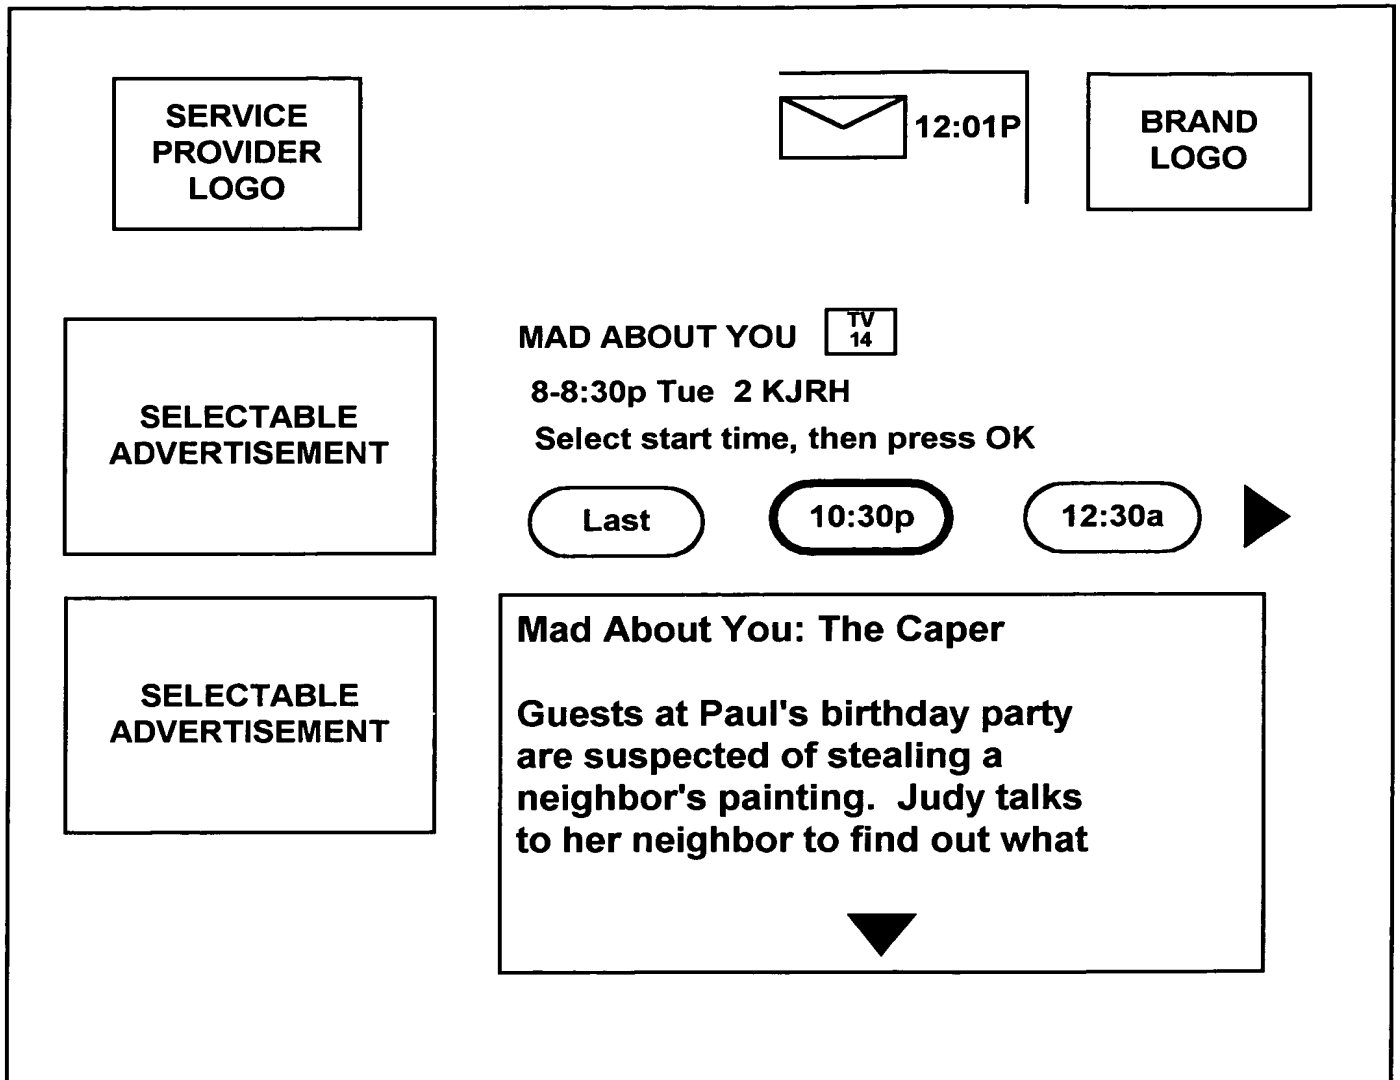 SERVICE
PROVIDER
LOGO
12:01P
BRAND
LOGO
SELECTABLE
ADVERTISEMENT
MAD ABOUT YOU
TV
14
8-8:30p Tue  2 KJRH
Select start time, then press OK
Last
10:30p
12:30a
SELECTABLE
ADVERTISEMENT
Mad About You: The Caper
Guests at Paul's birthday party
are suspected of stealing a
neighbor's painting.  Judy talks
to her neighbor to find out what